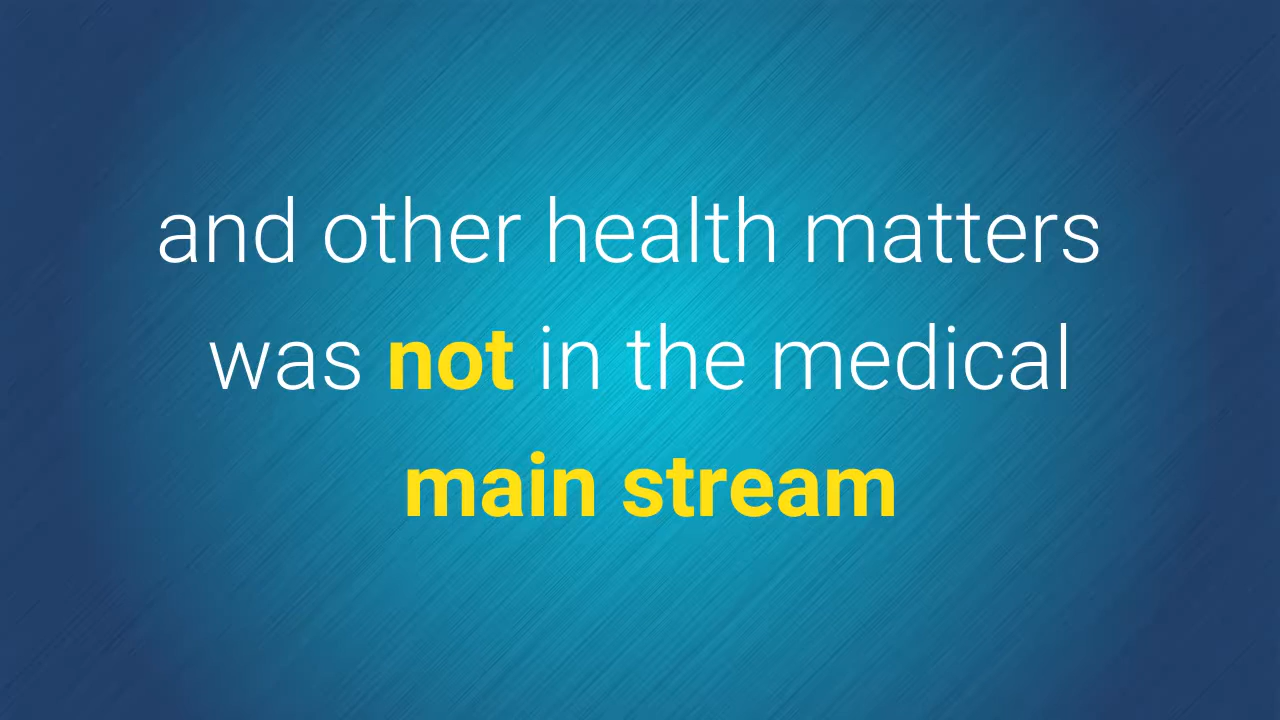 and other health matters
was not in the medical
main stream